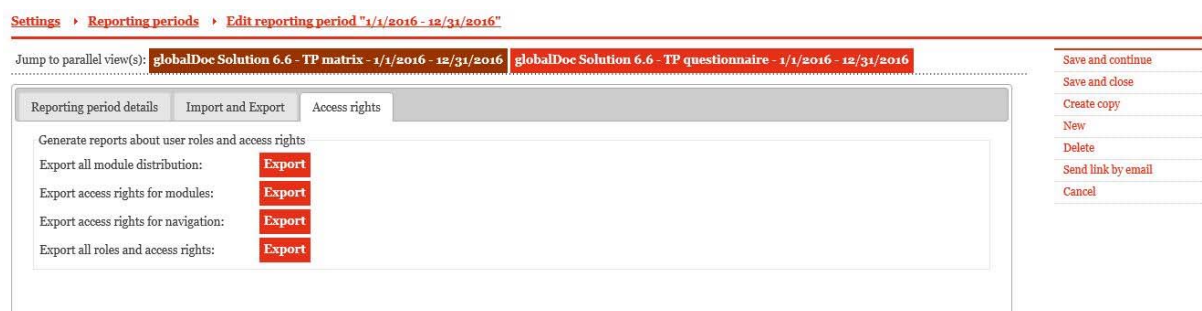 Settings Reporting periods Edit reporting period "1/1/2016 - 12/31/2016"
Jump to parallel view(s): globalDoc Solution 6.6 - TP matrix - 1/1/2016 - 12/31/2016 globalDoc Solution 6.6 - TP questionnaire - 1/1/2016 - 12/31/2016
Reporting period details Import and Export Access rights
Generate reports about user roles and access rights
Export all module distribution: Export
Export access rights for modules: Export
Export access rights for navigation: Export
Export all roles and access rights: Export
Save and continue
Save and close
Create copy
New
Delete
Send link by email
Cancel